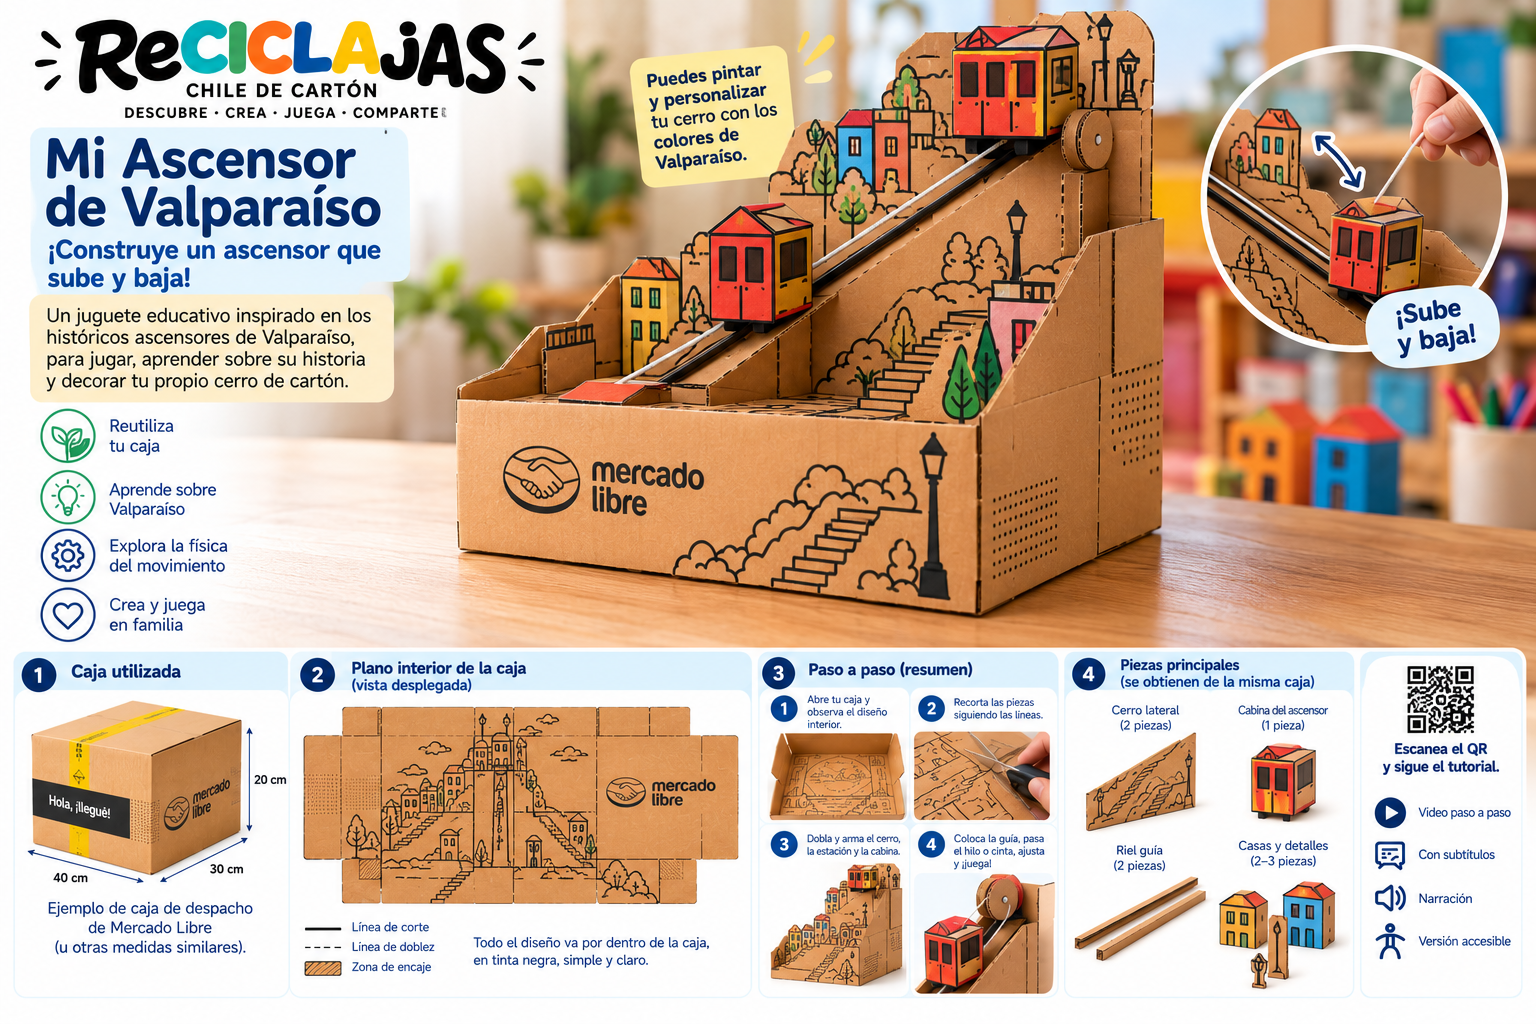 ReCICLAjAS
CHILE DE CARTÓN
DESCUBRE · CREA · JUEGA · COMPARTE
Mi Ascensor
de Valparaíso
¡Construye un ascensor que
sube y baja!
Un juguete educativo inspirado en los
históricos ascensores de Valparaíso,
para jugar, aprender sobre su historia
y decorar tu propio cerro de cartón.
Reutiliza
tu caja
Aprende sobre
Valparaíso
Explora la física
del movimiento
Crea y juega
en familia
Puedes pintar
y personalizar
tu cerro con los
colores de
Valparaíso.
mercado
libre
¡Sube
y baja!
1 Caja utilizada
Hola, ¡llegué!
mercado
libre
20 cm
40 cm
30 cm
Ejemplo de caja de despacho
de Mercado Libre
(u otras medidas similares).
2 Plano interior de la caja
(vista desplegada)
mercado
libre
Línea de corte
Línea de doblez
Zona de encaje
Todo el diseño va por dentro de la caja,
en tinta negra, simple y claro.
3 Paso a paso (resumen)
1 Abre tu caja y
observa el diseño
interior.
2 Recorta las piezas
siguiendo las líneas.
3 Dobla y arma el cerro,
la estación y la cabina.
4 Coloca la guía, pasa
el hilo o cinta, ajusta
y ¡juega!
4 Piezas principales
(se obtienen de la misma caja)
Cerro lateral
(2 piezas)
Cabina del ascensor
(1 pieza)
Riel guía
(2 piezas)
Casas y detalles
(2–3 piezas)
Escanea el QR
y sigue el tutorial.
Video paso a paso
Con subtítulos
Narración
Versión accesible